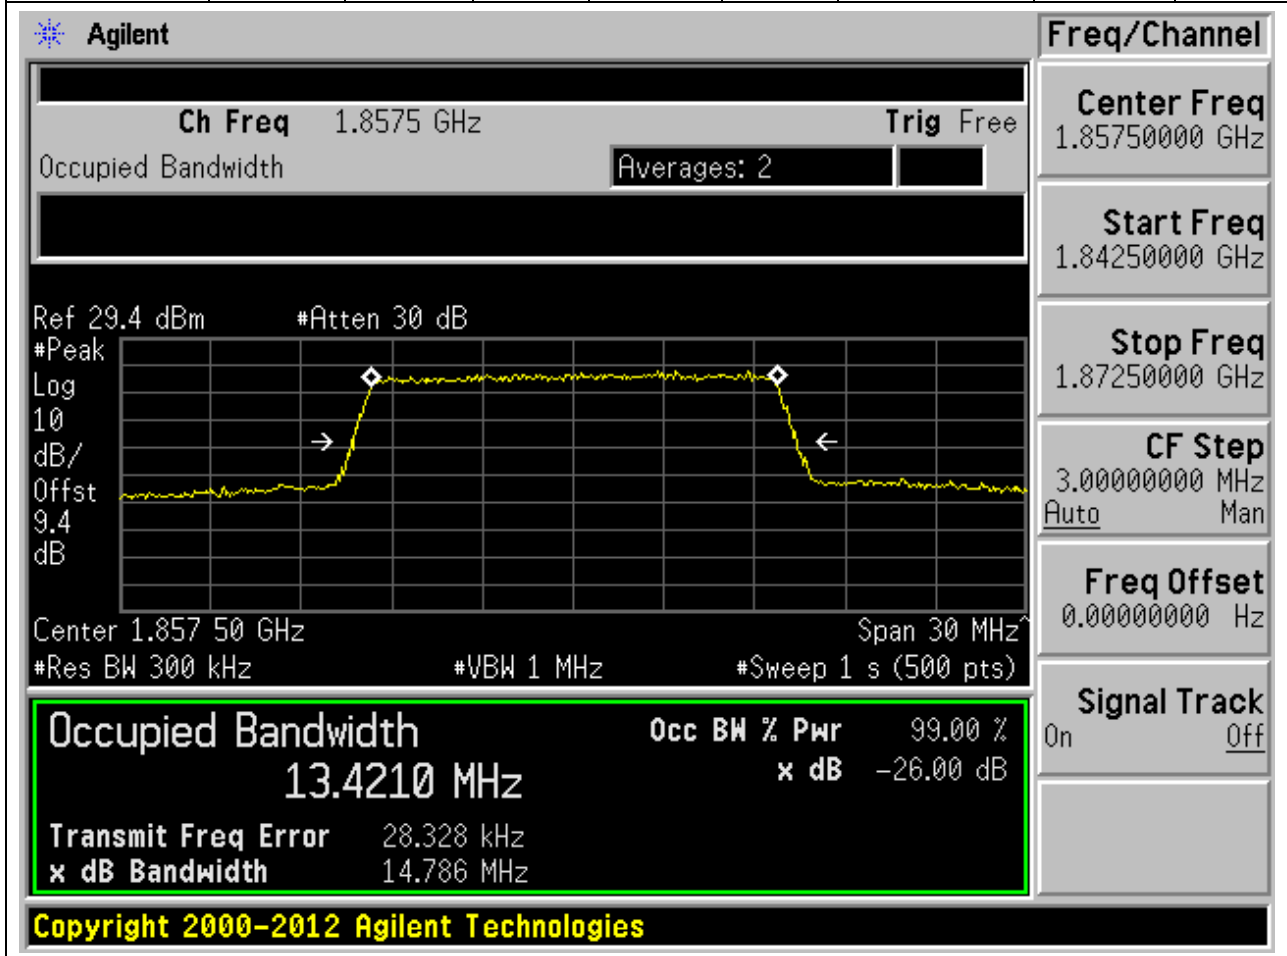 Agilent
Freq/Channel
Ch Freq 1.8575 GHz Trig Free
Occupied Bandwidth Averages: 2
Center Freq
1.85750000 GHz
Start Freq
1.84250000 GHz
Stop Freq
1.87250000 GHz
CF Step
3.00000000 MHz
Auto Man
Freq Offset
0.00000000 Hz
Signal Track
On Off
Ref 29.4 dBm #Atten 30 dB
#Peak
Log
10
dB/
Offst
9.4
dB
Center 1.857 50 GHz Span 30 MHz^
#Res BW 300 kHz #VBW 1 MHz #Sweep 1 s (500 pts)
Occupied Bandwidth Occ BW % Pwr 99.00 %
13.4210 MHz x dB -26.00 dB
Transmit Freq Error 28.328 kHz
x dB Bandwidth 14.786 MHz
Copyright 2000-2012 Agilent Technologies